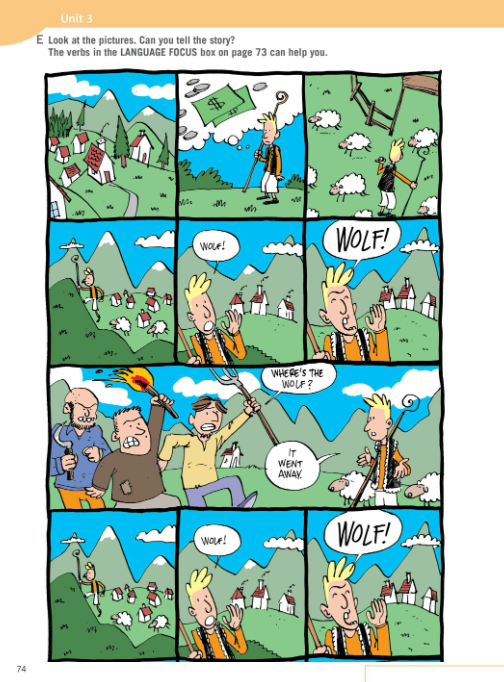 Unit 3
E Look at the pictures. Can you tell the story?
The verbs in the LANGUAGE FOCUS box on page 73 can help you.
$
WOLF!
WOLF!
WHERE'S THE
WOLF?
IT
WENT
AWAY.
WOLF!
WOLF!
74